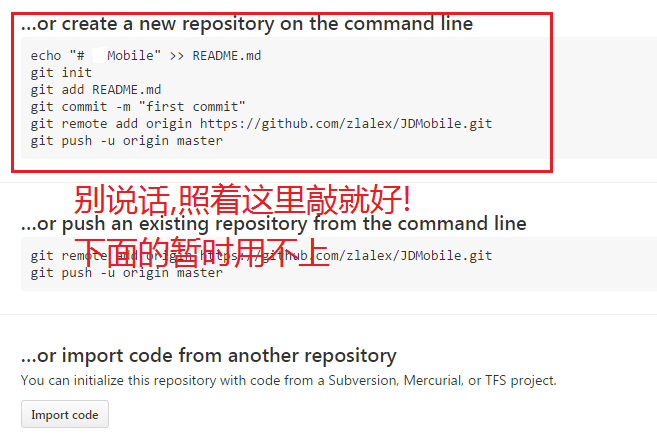 ...or create a new repository on the command line
echo "# Mobile" >> README.md
git init
git add README.md
git commit -m "first commit"
git remote add origin https://github.com/zlalex/JDMobile.git
git push -u origin master
别说话,照着这里敲就好!
...or push an existing repository from the command line
下面的暂时用不上
git remote add origin https://github.com/zlalex/JDMobile.git
git push -u origin master
...or import code from another repository
You can initialize this repository with code from a Subversion, Mercurial, or TFS project.
Import code